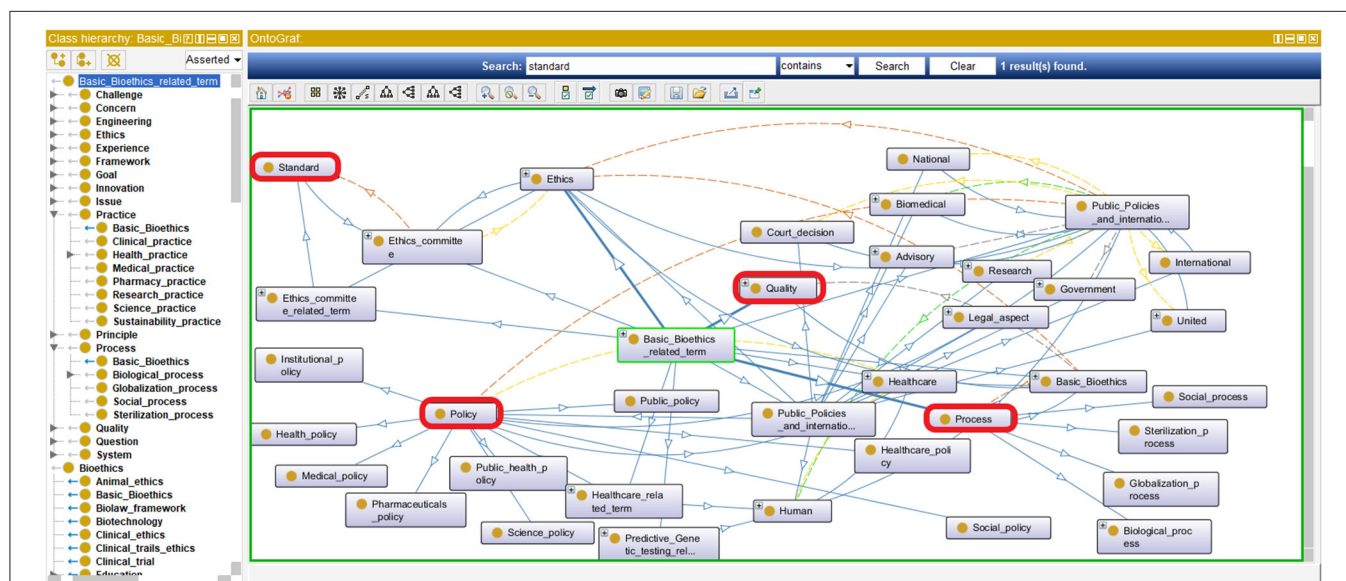 Class hierarchy: Basic_Bi
Asserted
Basic_Bioethics_related_term
Challenge
Concern
Engineering
Ethics
Experience
Framework
Goal
Innovation
Issue
Practice
Basic_Bioethics
Clinical_practice
Health_practice
Medical_practice
Pharmacy_practice
Research_practice
Science_practice
Sustainability_practice
Principle
Process
Basic_Bioethics
Biological_process
Globalization_process
Social_process
Sterilization_process
Quality
Question
System
Bioethics
Animal_ethics
Basic_Bioethics
Biolaw_framework
Biotechnology
Clinical_ethics
Clinical_trails_ethics
Clinical_trial
Education
OntoGraf:
Search: standard contains Search Clear 1 result(s) found.
Standard
Ethics
National
Biomedical
Public_Policies
_and_internatio...
Court_decision
Ethics_committe
e
Advisory
International
Research
Quality
Government
Ethics_committe
e_related_term
Legal_aspect
United
Basic_Bioethics
_related_term
Institutional_p
olicy
Healthcare
Basic_Bioethics
Public_policy
Social_process
Policy
Public_Policies
_and_internatio...
Process
Health_policy
Sterilization_p
rocess
Healthcare_poli
cy
Medical_policy
Public_health_p
olicy
Globalization_p
rocess
Pharmaceuticals
_policy
Healthcare_rela
ted_term
Human
Science_policy
Social_policy
Biological_proc
ess
Predictive_Gene
tic_testing_rel...